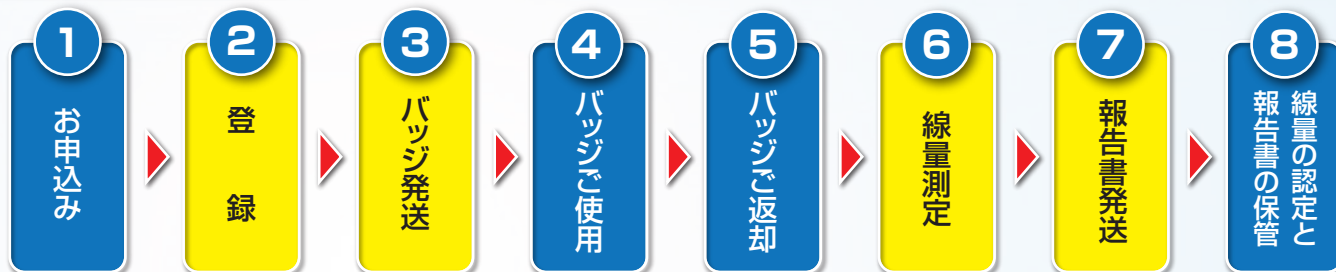 1
お申込み
2
登録
3
バッジ発送
4
バッジご使用
5
バッジご返却
6
線量測定
7
報告書発送
8
線量の認定と
報告書の保管